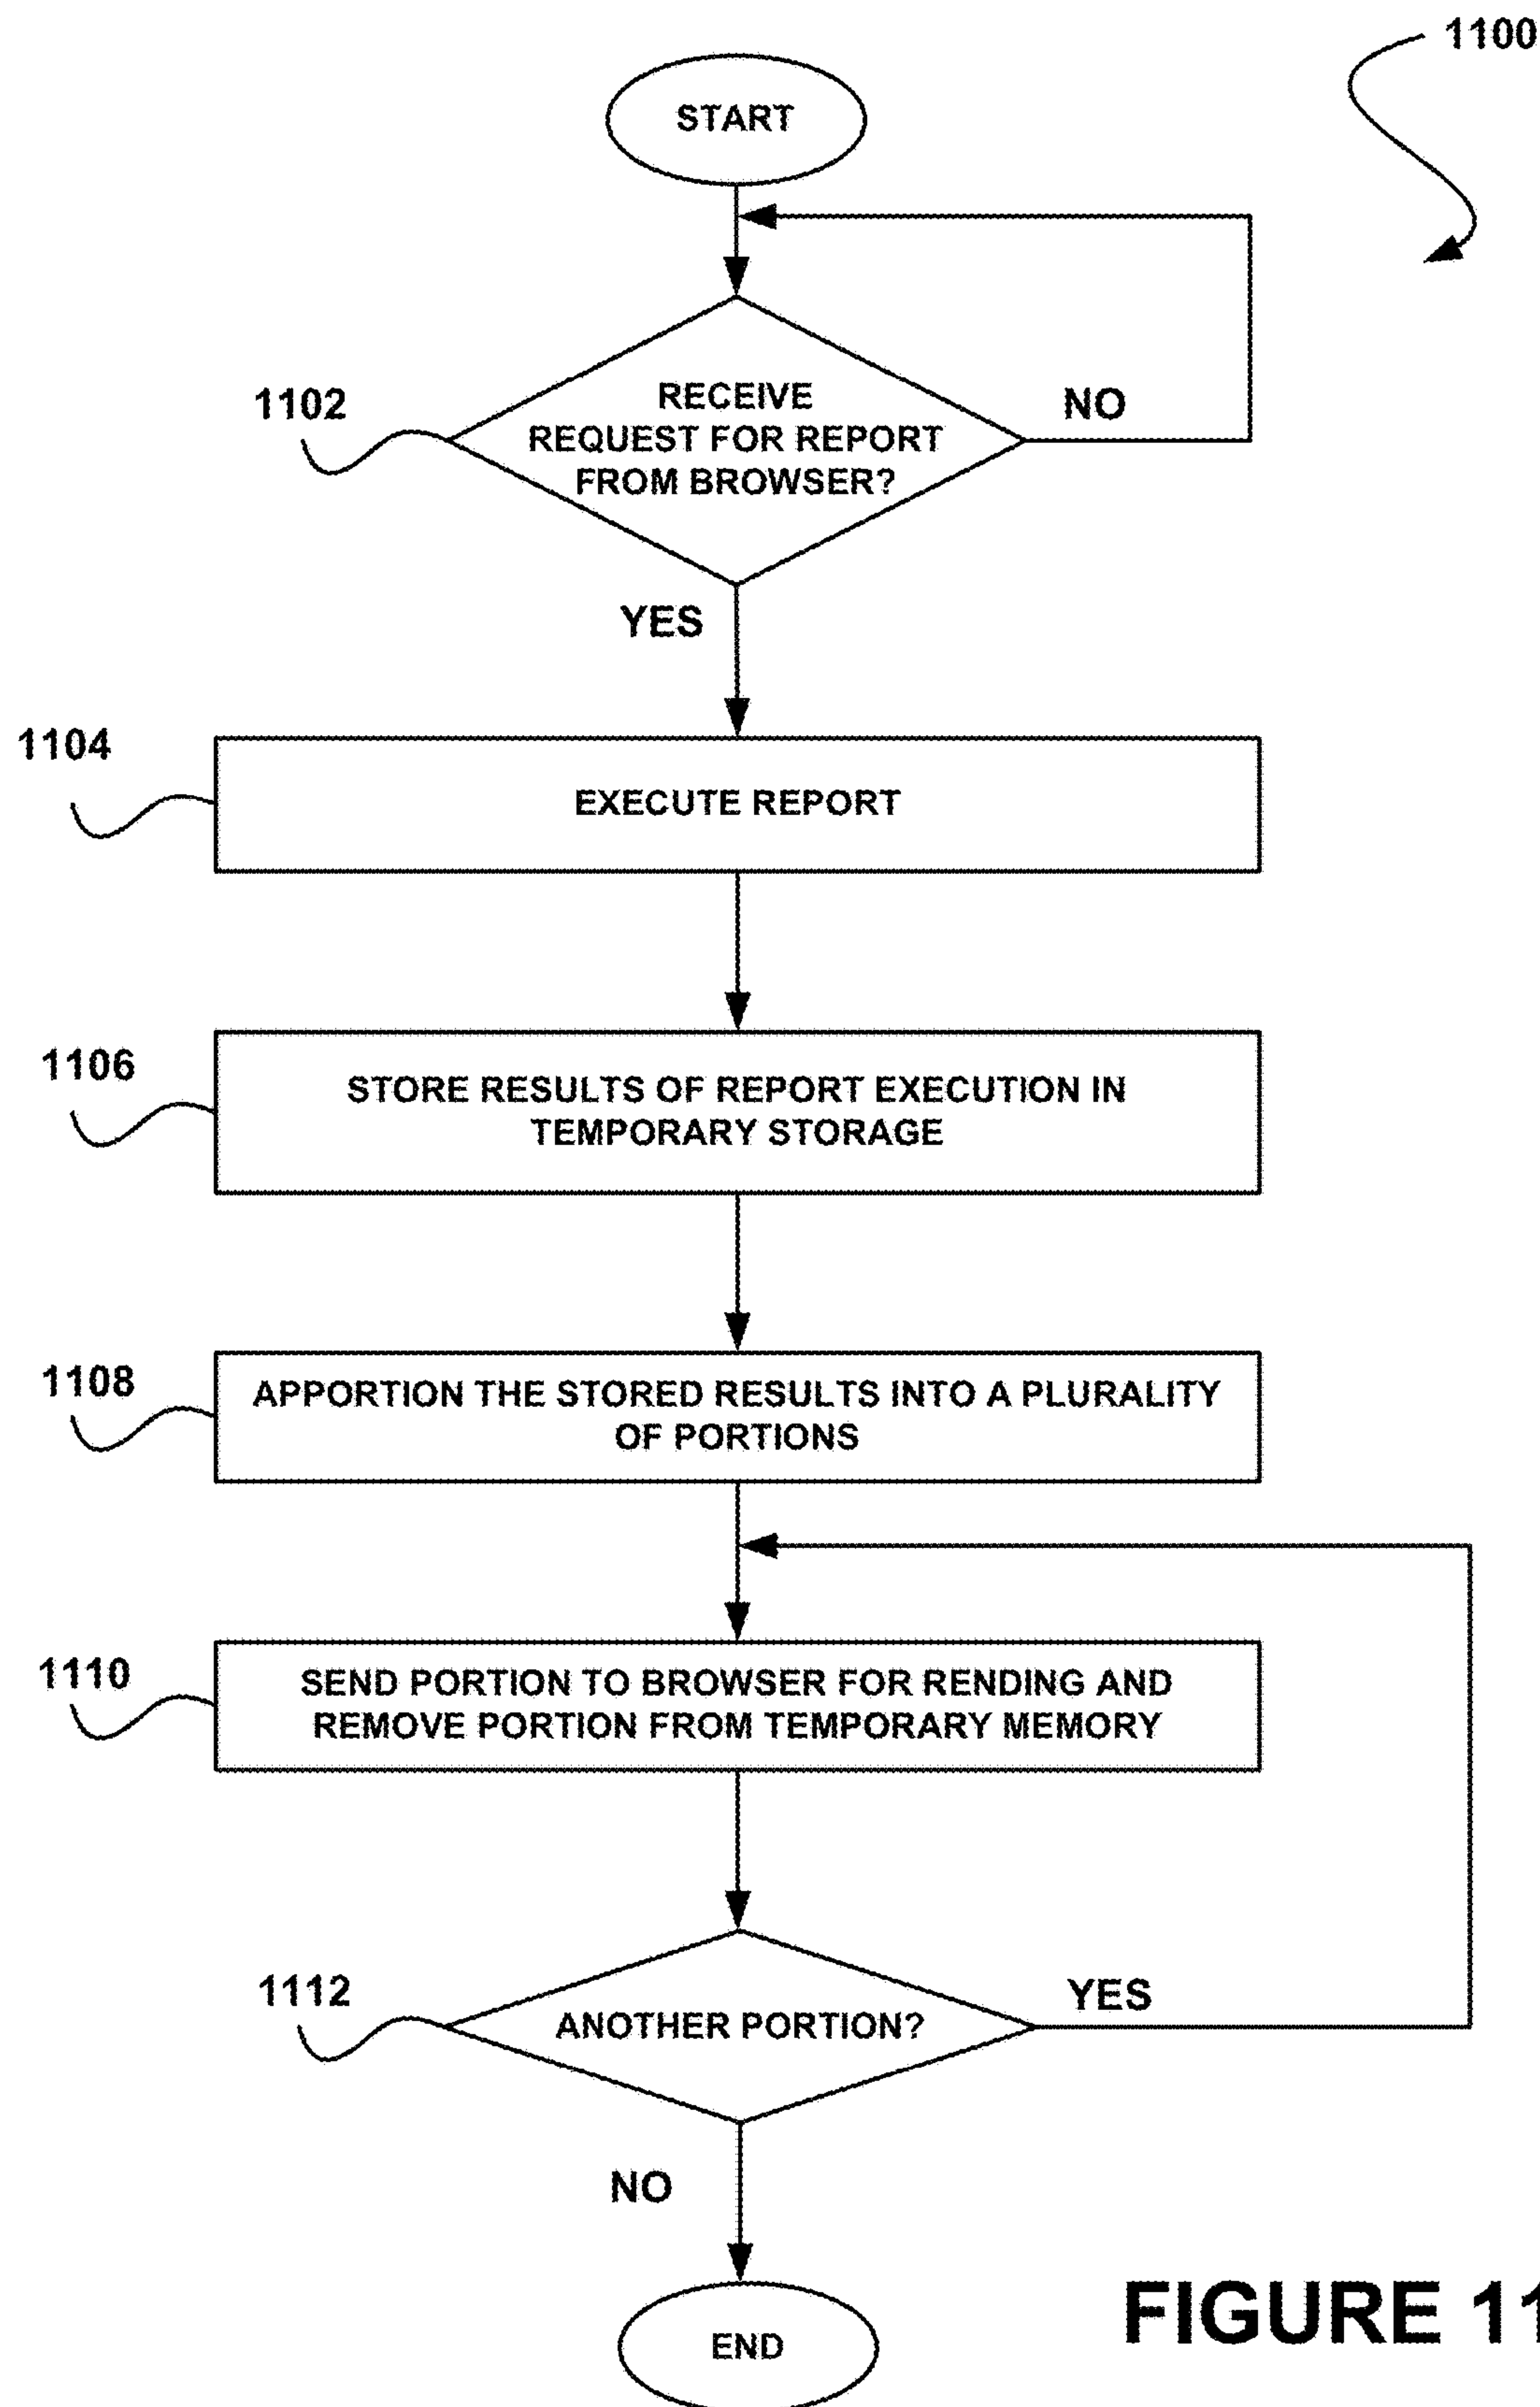 1100
START
1102
RECEIVE
REQUEST FOR REPORT
FROM BROWSER?
NO
YES
1104
EXECUTE REPORT
1106
STORE RESULTS OF REPORT EXECUTION IN
TEMPORARY STORAGE
1108
APPORTION THE STORED RESULTS INTO A PLURALITY
OF PORTIONS
1110
SEND PORTION TO BROWSER FOR RENDING AND
REMOVE PORTION FROM TEMPORARY MEMORY
1112
ANOTHER PORTION?
YES
NO
END
FIGURE 11